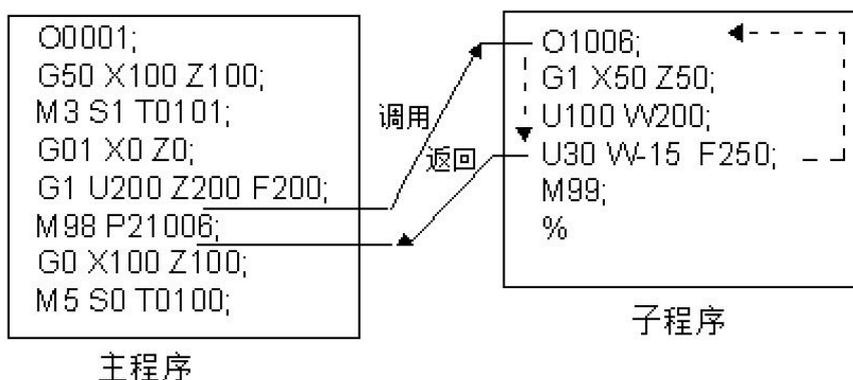 O0001;
G50 X100 Z100;
M3 S1 T0101;
G01 X0 Z0;
G1 U200 Z200 F200;
M98 P21006;
G0 X100 Z100;
M5 S0 T0100;
主程序
调用
返回
O1006;
G1 X50 Z50;
U100 W200;
U30 W-15 F250;
M99;
%
子程序